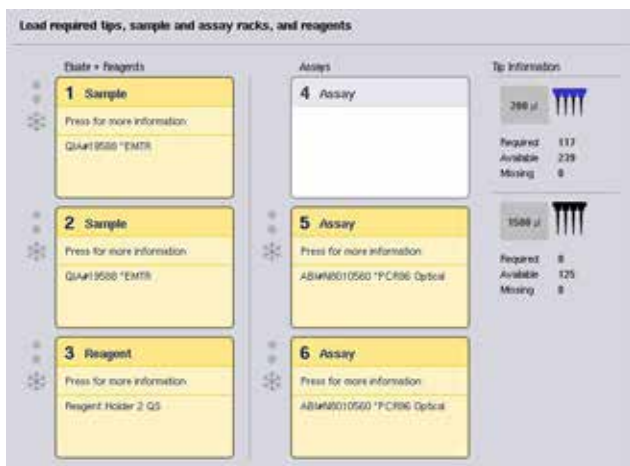 Load required tips, sample and assay racks, and reagents
Eluate + Reagents
Assays
Tip Information
1 Sample
Press for more information
QIA#19588 *EMTR
2 Sample
Press for more information
QIA#19588 *EMTR
3 Reagent
Press for more information
Reagent Holder 2 QS
4 Assay
5 Assay
Press for more information
ABI#N8010560 *PCR96 Optical
6 Assay
Press for more information
ABI#N8010560 *PCR96 Optical
200 µl
Required 117
Available 239
Missing 0
1500 µl
Required 8
Available 125
Missing 0